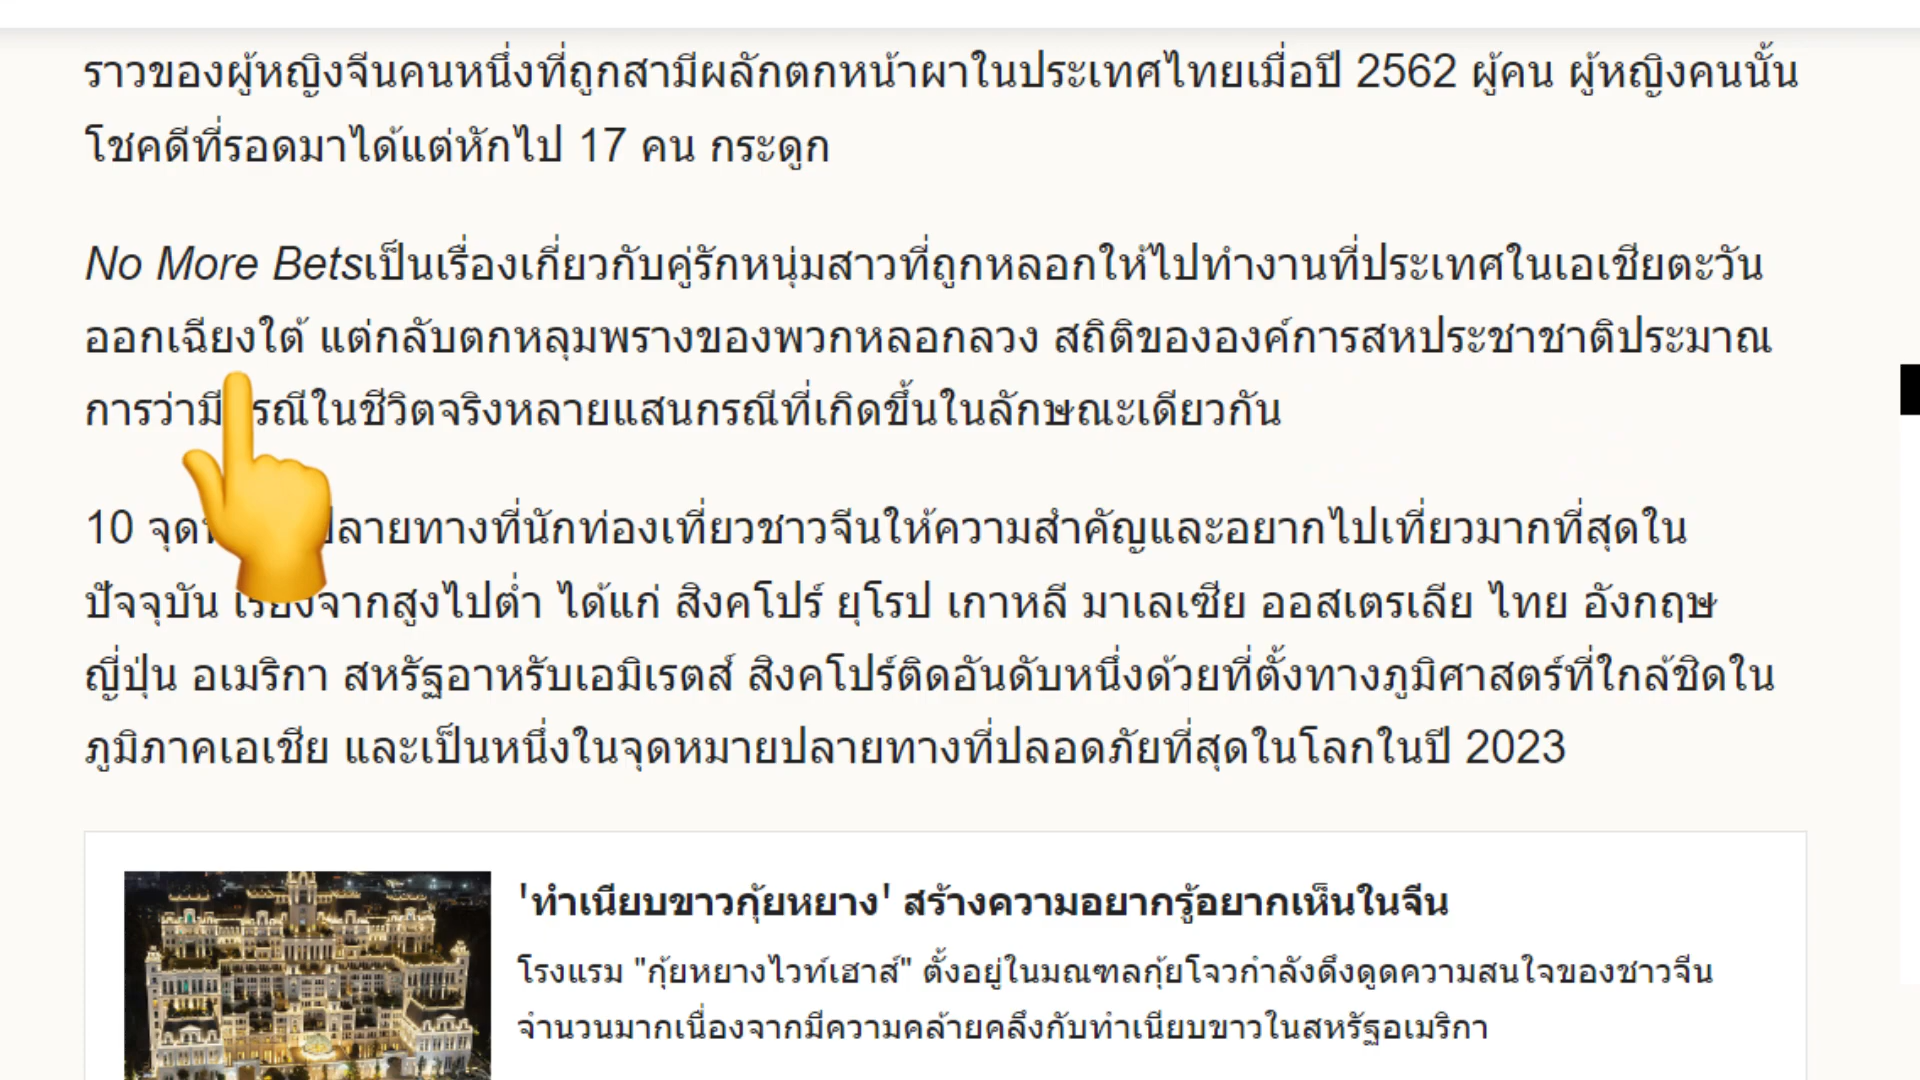 ราวของผู้หญิงจีนคนหนึ่งที่ถูกสามีผลักตกหน้าผาในประเทศไทยเมื่อปี 2562 ผู้คน ผู้หญิงคนนั้น
โชคดีที่รอดมาได้แต่หักไป 17 คน กระดูก
No More Betsเป็นเรื่องเกี่ยวกับคู่รักหนุ่มสาวที่ถูกหลอกให้ไปทำงานที่ประเทศในเอเชียตะวัน
ออกเฉียงใต้ แต่กลับตกหลุมพรางของพวกหลอกลวง สถิติขององค์การสหประชาชาติประมาณ
การว่ามี รณีในชีวิตจริงหลายแสนกรณีที่เกิดขึ้นในลักษณะเดียวกัน
10 จุด ปลายทางที่นักท่องเที่ยวชาวจีนให้ความสำคัญและอยากไปเที่ยวมากที่สุดใน
ปัจจุบัน เรียงจากสูงไปต่ำ ได้แก่ สิงคโปร์ ยุโรป เกาหลี มาเลเซีย ออสเตรเลีย ไทย อังกฤษ
ญี่ปุ่น อเมริกา สหรัฐอาหรับเอมิเรตส์ สิงคโปร์ติดอันดับหนึ่งด้วยที่ตั้งทางภูมิศาสตร์ที่ใกล้ชิดใน
ภูมิภาคเอเชีย และเป็นหนึ่งในจุดหมายปลายทางที่ปลอดภัยที่สุดในโลกในปี 2023
'ทำเนียบขาวกุ้ยหยาง' สร้างความอยากรู้อยากเห็นในจีน
โรงแรม "กุ้ยหยางไวท์เฮาส์" ตั้งอยู่ในมณฑลกุ้ยโจวกำลังดึงดูดความสนใจของชาวจีน
จำนวนมากเนื่องจากมีความคล้ายคลึงกับทำเนียบขาวในสหรัฐอเมริกา